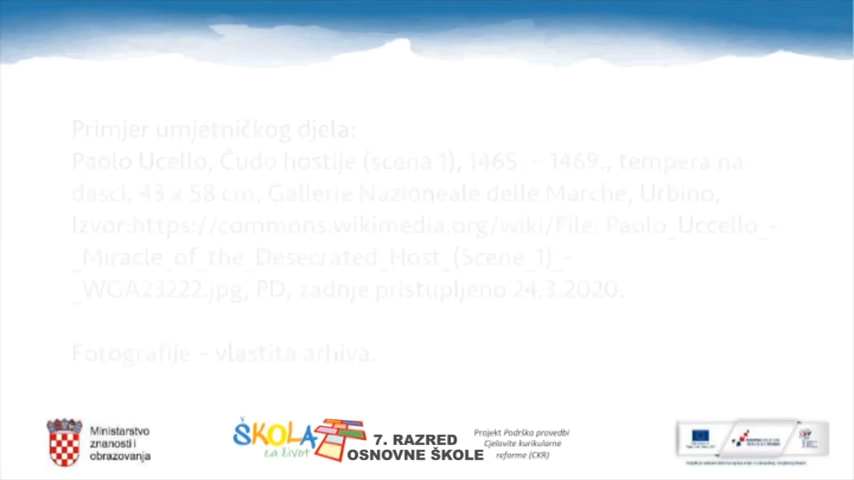 Primjer umjetničkog djela:
Paolo Ucello, Čudo hostije (scena 1), 1465. - 1469., tempera na
dasci, 43 x 58 cm, Gallerie Nazioneale delle Marche, Urbino,
Izvor:https://commons.wikimedia.org/wiki/File: Paolo_Uccello_-
_Miracle_of_the_Desecrated_Host_(Scene_1)_-
_WGA23222.jpg, PD, zadnje pristupljeno 24.3.2020.
Fotografije - vlastita arhiva.
Ministarstvo
znanosti i
obrazovanja
ŠKOLA
za život
7. RAZRED
OSNOVNE ŠKOLE
Projekt Podrška provedbi
Cjelovite kurikularne
reforme (CKR)